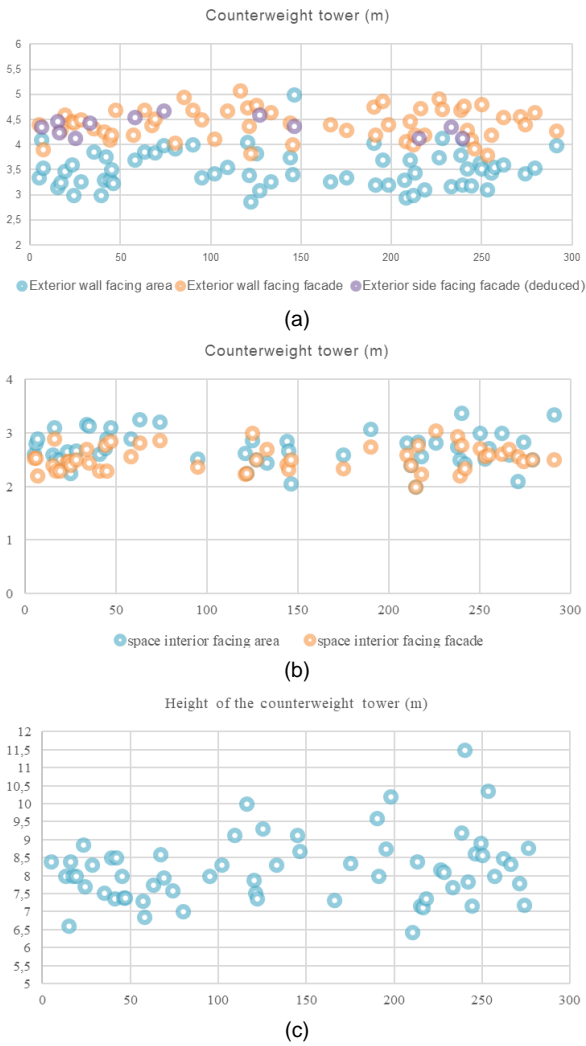 Counterweight tower (m)
6
5,5
5
4,5
4
3,5
3
2,5
2
0 50 100 150 200 250 300
Exterior wall facing area Exterior wall facing facade Exterior side facing facade (deduced)
(a)
Counterweight tower (m)
4
3
2
1
0
0 50 100 150 200 250 300
space interior facing area space interior facing facade
(b)
Height of the counterweight tower (m)
12
11,5
11
10,5
10
9,5
9
8,5
8
7,5
7
6,5
6
5,5
5
0 50 100 150 200 250 300
(c)